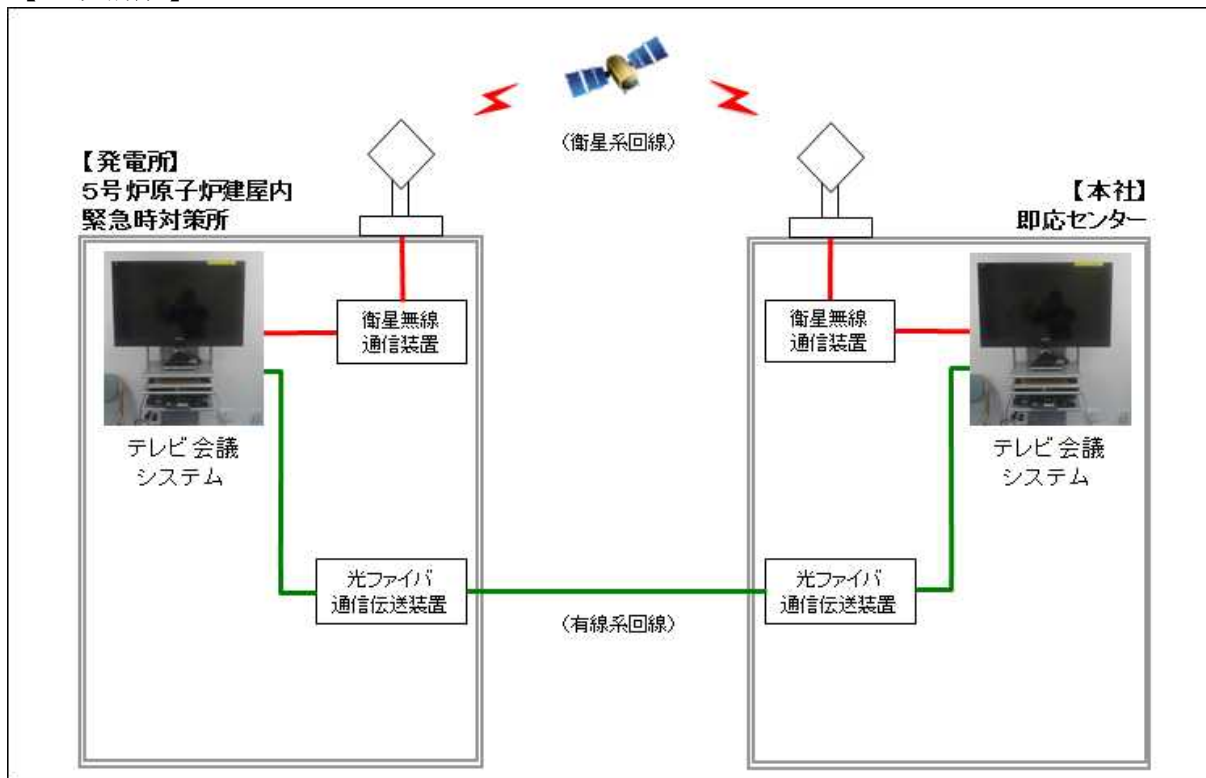 （衛星系回線）
【発電所】
５号炉原子炉建屋内
緊急時対策所
【本社】
即応センター
衛星無線
通信装置
衛星無線
通信装置
テレビ会議
システム
テレビ会議
システム
光ファイバ
通信伝送装置
光ファイバ
通信伝送装置
（有線系回線）